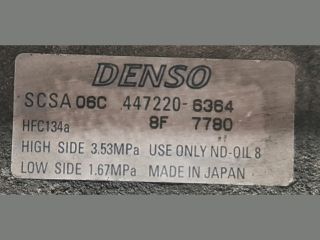 DENSO
SCSA 06C 447220-6364
HFC134a 8F 7780
HIGH SIDE 3.53MPa USE ONLY ND-OIL 8
LOW SIDE 1.67MPa MADE IN JAPAN